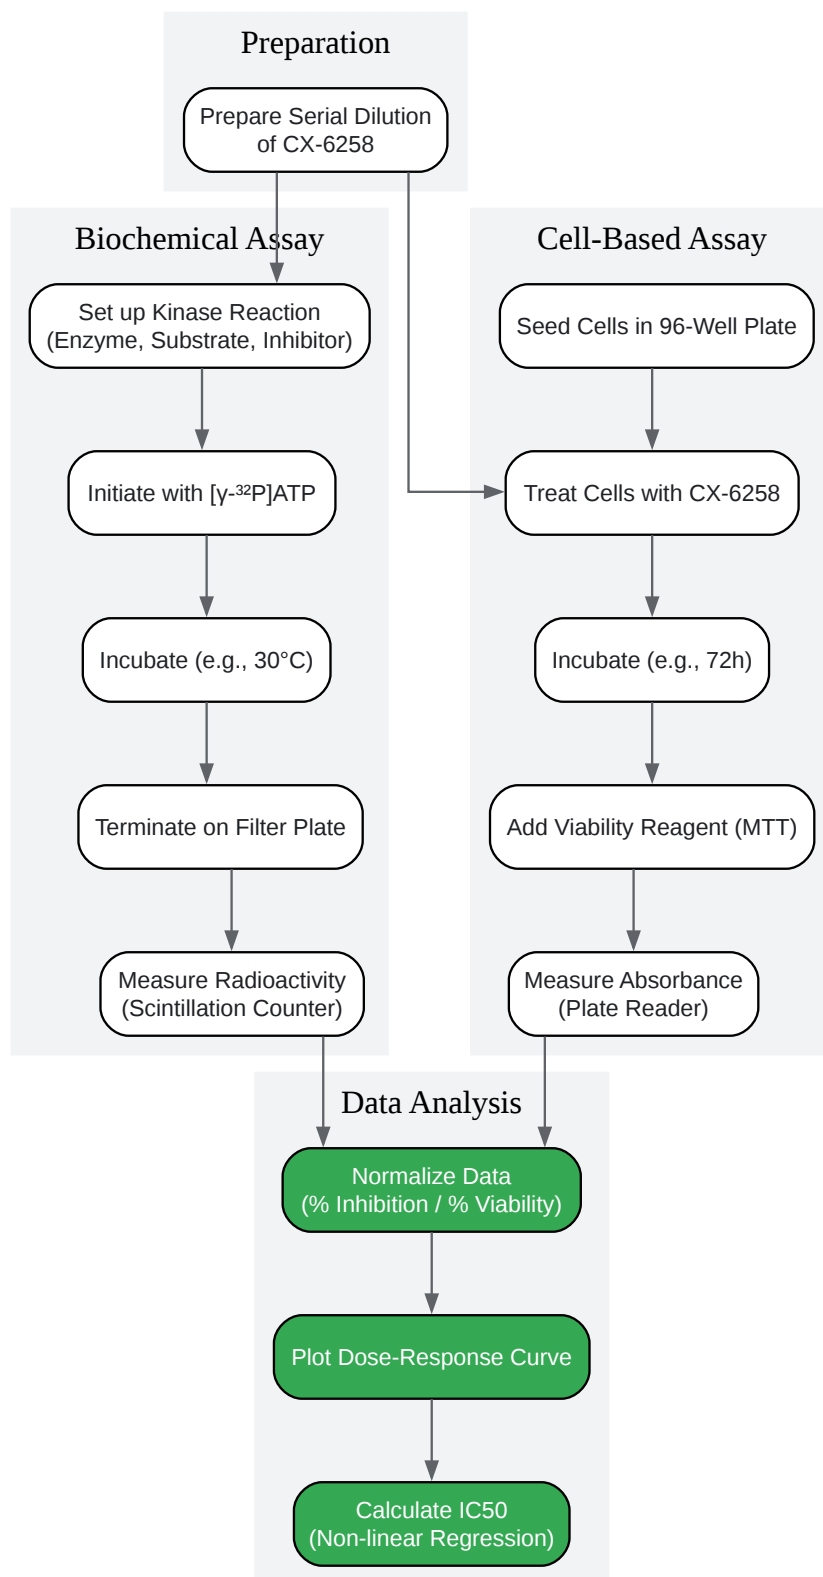 Preparation
Prepare Serial Dilution
of CX-6258
Biochemical Assay
Set up Kinase Reaction
(Enzyme, Substrate, Inhibitor)
Initiate with [γ-³²P]ATP
Incubate (e.g., 30°C)
Terminate on Filter Plate
Measure Radioactivity
(Scintillation Counter)
Cell-Based Assay
Seed Cells in 96-Well Plate
Treat Cells with CX-6258
Incubate (e.g., 72h)
Add Viability Reagent (MTT)
Measure Absorbance
(Plate Reader)
Data Analysis
Normalize Data
(% Inhibition / % Viability)
Plot Dose-Response Curve
Calculate IC50
(Non-linear Regression)